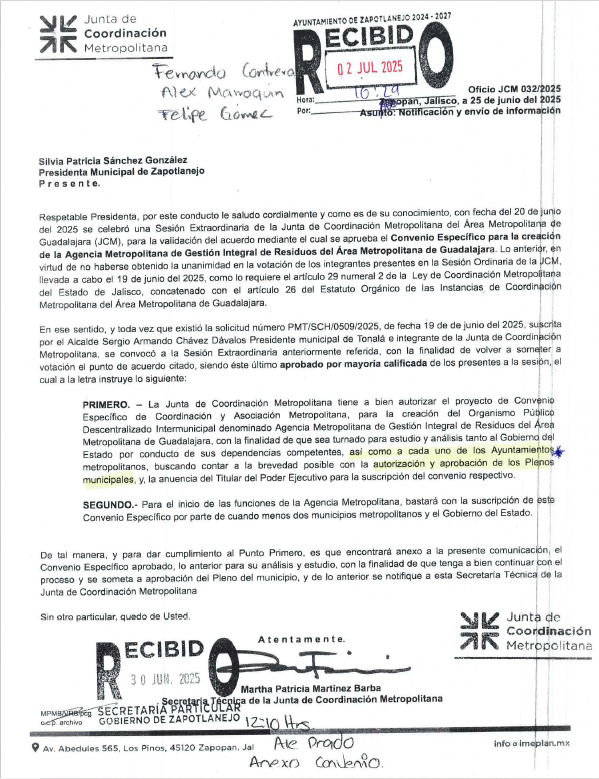 Junta de
Coordinación
Metropolitana
AYUNTAMIENTO DE ZAPOTLANEJO 2024 - 2027
RECIBIDO
02 JUL 2025
Hora: 16:29
Por:
Fernando Contrera
Alex Marroquín
Felipe Gómez
Oficio JCM 032/2025
Zapopan, Jalisco, a 25 de junio del 2025
Asunto: Notificación y envío de información
Silvia Patricia Sánchez González
Presidenta Municipal de Zapotlanejo
P r e s e n t e.
Respetable Presidenta, por este conducto le saludo cordialmente y como es de su conocimiento, con fecha del 20 de junio
del 2025 se celebró una Sesión Extraordinaria de la Junta de Coordinación Metropolitana del Área Metropolitana de
Guadalajara (JCM), para la validación del acuerdo mediante el cual se aprueba el Convenio Específico para la creación
de la Agencia Metropolitana de Gestión Integral de Residuos del Área Metropolitana de Guadalajara. Lo anterior, en
virtud de no haberse obtenido la unanimidad en la votación de los integrantes presentes en la Sesión Ordinaria de la JCM,
llevada a cabo el 19 de junio del 2025, como lo requiere el artículo 29 numeral 2 de la Ley de Coordinación Metropolitana
del Estado de Jalisco, concatenado con el artículo 26 del Estatuto Orgánico de las Instancias de Coordinación
Metropolitana del Área Metropolitana de Guadalajara.
En ese sentido, y toda vez que existió la solicitud número PMT/SCH/0509/2025, de fecha 19 de de junio del 2025, suscrita
por el Alcalde Sergio Armando Chávez Dávalos Presidente municipal de Tonalá e integrante de la Junta de Coordinación
Metropolitana, se convocó a la Sesión Extraordinaria anteriormente referida, con la finalidad de volver a someter a
votación el punto de acuerdo citado, siendo éste último aprobado por mayoría calificada de los presentes a la sesión, el
cual a la letra instruye lo siguiente:
PRIMERO. – La Junta de Coordinación Metropolitana tiene a bien autorizar el proyecto de Convenio
Específico de Coordinación y Asociación Metropolitana, para la creación del Organismo Público
Descentralizado Intermunicipal denominado Agencia Metropolitana de Gestión Integral de Residuos del Área
Metropolitana de Guadalajara, con la finalidad de que sea turnado para estudio y análisis tanto al Gobierno del
Estado por conducto de sus dependencias competentes, así como a cada uno de los Ayuntamientos
metropolitanos, buscando contar a la brevedad posible con la autorización y aprobación de los Plenos
municipales, y, la anuencia del Titular del Poder Ejecutivo para la suscripción del convenio respectivo.
SEGUNDO.- Para el inicio de las funciones de la Agencia Metropolitana, bastará con la suscripción de este
Convenio Específico por parte de cuando menos dos municipios metropolitanos y el Gobierno del Estado.
De tal manera, y para dar cumplimiento al Punto Primero, es que encontrará anexo a la presente comunicación, el
Convenio Específico aprobado, lo anterior para su análisis y estudio, con la finalidad de que tenga a bien continuar con el
proceso y se someta a aprobación del Pleno del municipio, y de lo anterior se notifique a esta Secretaría Técnica de la
Junta de Coordinación Metropolitana
Sin otro particular, quedo de Usted.
Junta de
Coordinación
Metropolitana
A t e n t a m e n t e.
RECIBIDO
30 JUN. 2025
Martha Patricia Martínez Barba
Secretaria Técnica de la Junta de Coordinación Metropolitana
SECRETARIA PARTICULAR
GOBIERNO DE ZAPOTLANEJO
12:10 Hrs.
c.c.p. archivo
Av. Abedules 565, Los Pinos, 45120 Zapopan, Jal
info@imeplan.mx
Ale Prado
Anexo Convenio.